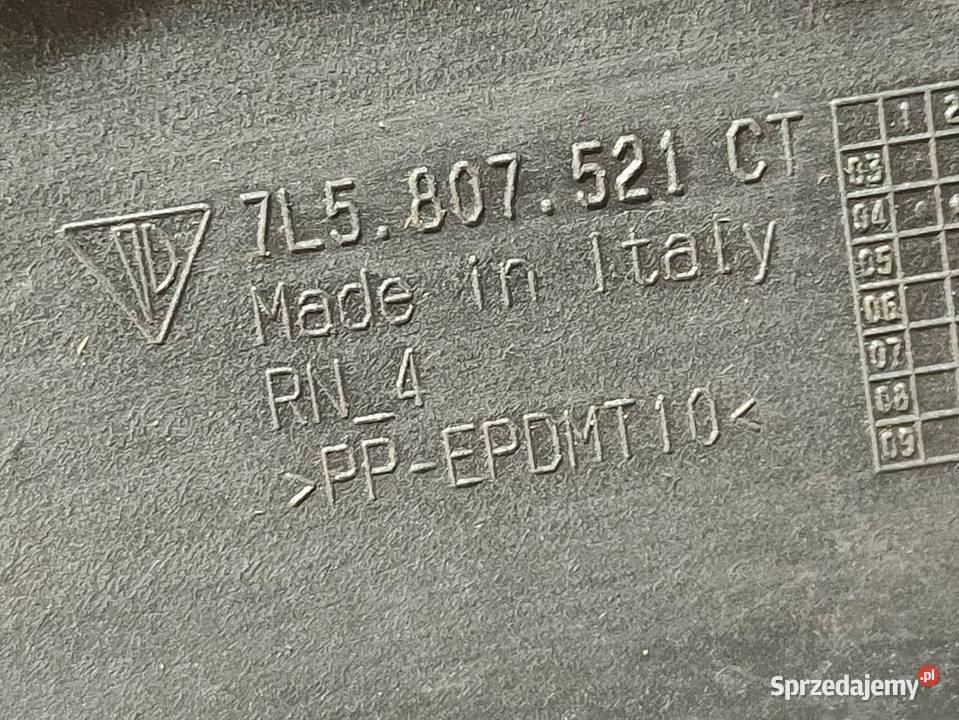 7L5.807.521 CT
Made in Italy
RN_4
>PP-EPDMT10<
1 2
03
04
05
06
07
08
09
Sprzedajemy.pl